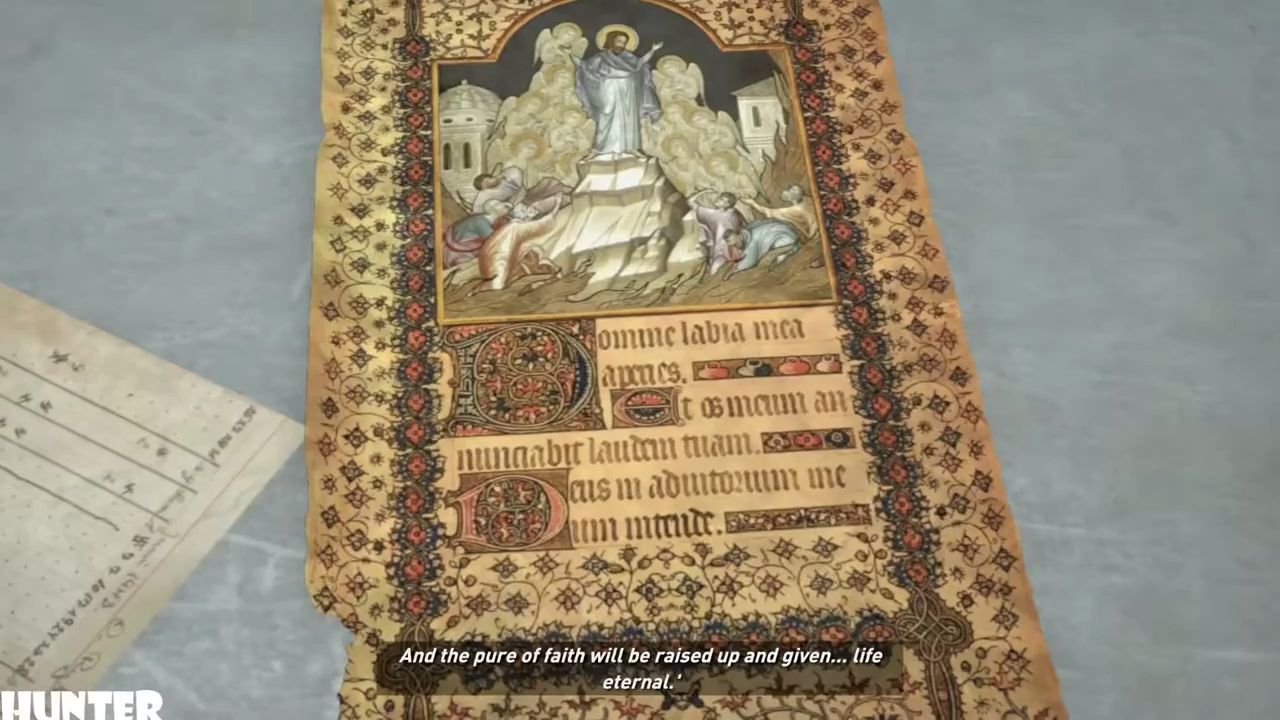 Domine labia mea
aperies.
Et os meum an
nunciabit laudem tuam.
Deus in adiutorium me
um intende.
And the pure of faith will be raised up and given... life
eternal.'
HUNTER